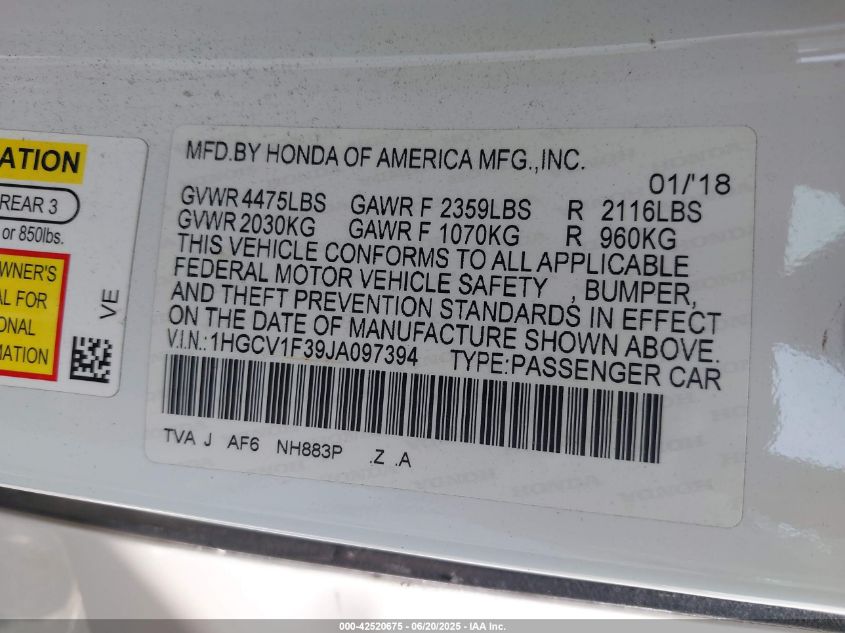 MFD.BY HONDA OF AMERICA MFG.,INC.
01/'18
GVWR 4475LBS GAWR F 2359LBS R 2116LBS
GVWR 2030KG GAWR F 1070KG R 960KG
THIS VEHICLE CONFORMS TO ALL APPLICABLE
FEDERAL MOTOR VEHICLE SAFETY , BUMPER,
AND THEFT PREVENTION STANDARDS IN EFFECT
ON THE DATE OF MANUFACTURE SHOWN ABOVE.
V.I.N.:1HGCV1F39JA097394 TYPE:PASSENGER CAR
TVA J AF6 NH883P .Z .A
ATION
REAR 3
or 850lbs.
OWNER'S
AL FOR
ONAL
MATION
VE
000-42520675 - 06/20/2025 - IAA Inc.